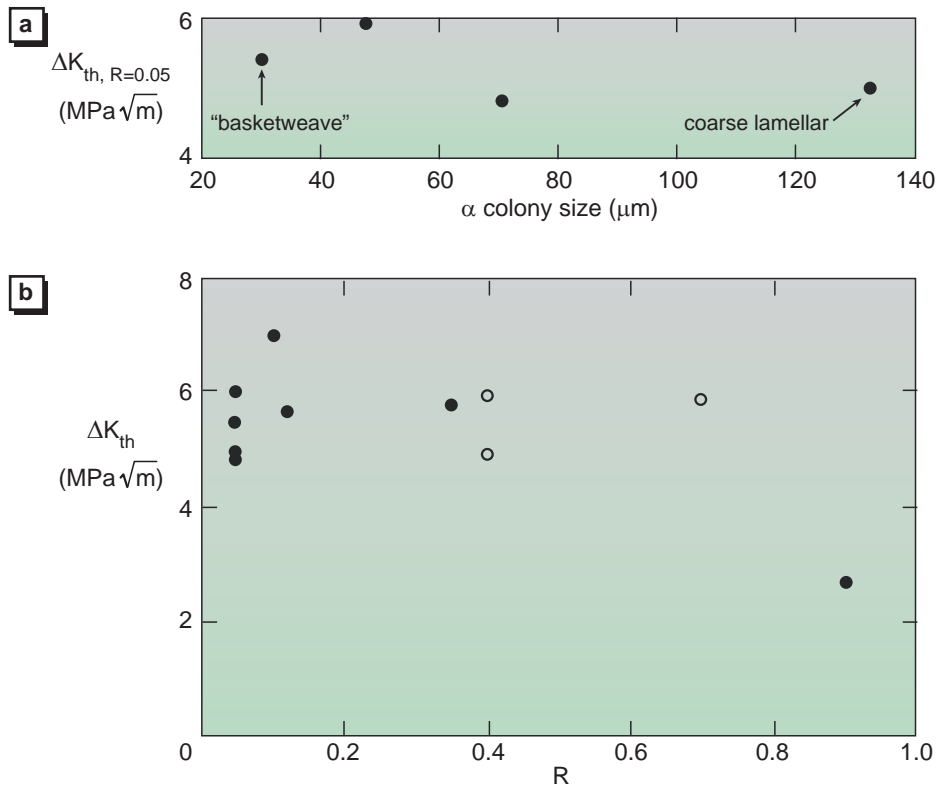 a
6
ΔK th, R=0.05
(MPa√m)
"basketweave"
coarse lamellar
4
20 40 60 80 100 120 140
α colony size (μm)
b
8
6
ΔK th
(MPa√m)
4
2
0 0.2 0.4 0.6 0.8 1.0
R